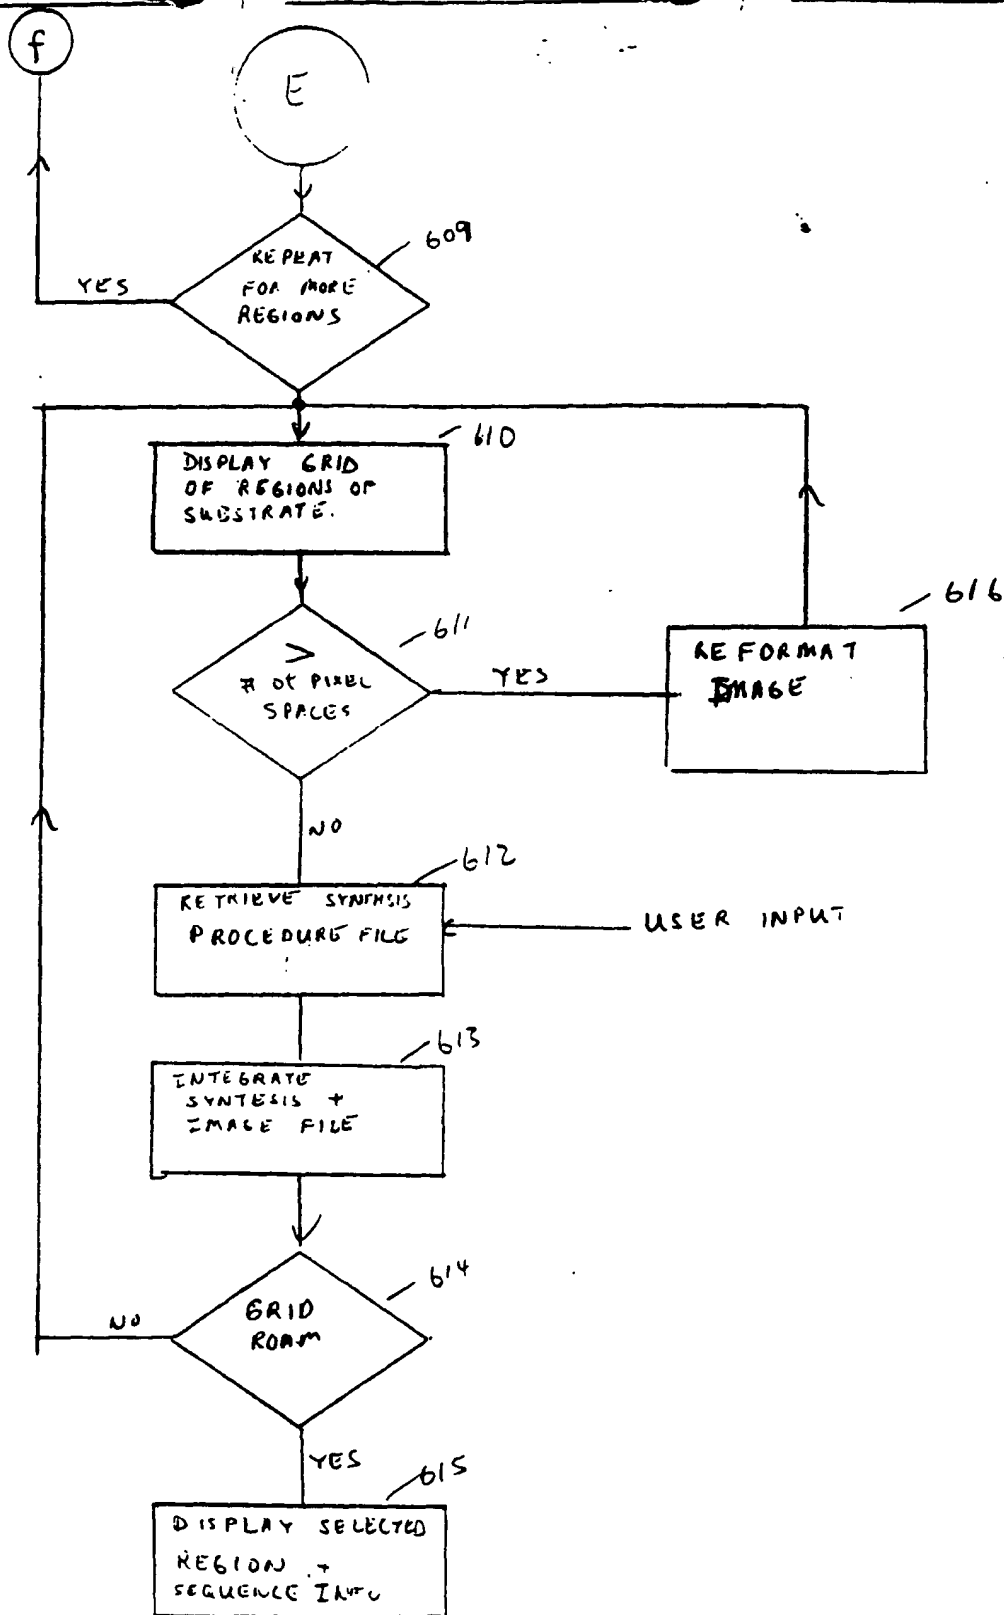 f
E
609
REPEAT
FOR MORE
REGIONS
YES
610
DISPLAY GRID
OF REGIONS OF
SUBSTRATE.
611
>
# Of PIXEL
SPACES
YES
616
REFORMAT
IMAGE
NO
612
RETRIEVE SYNTHSIS
PROCEDURE FILE
USER INPUT
613
INTEGRATE
SYNTESIS +
IMAGE FILE
614
GRID
ROAM
NO
YES
615
DISPLAY SELECTED
REGION +
SEQUENCE INFO